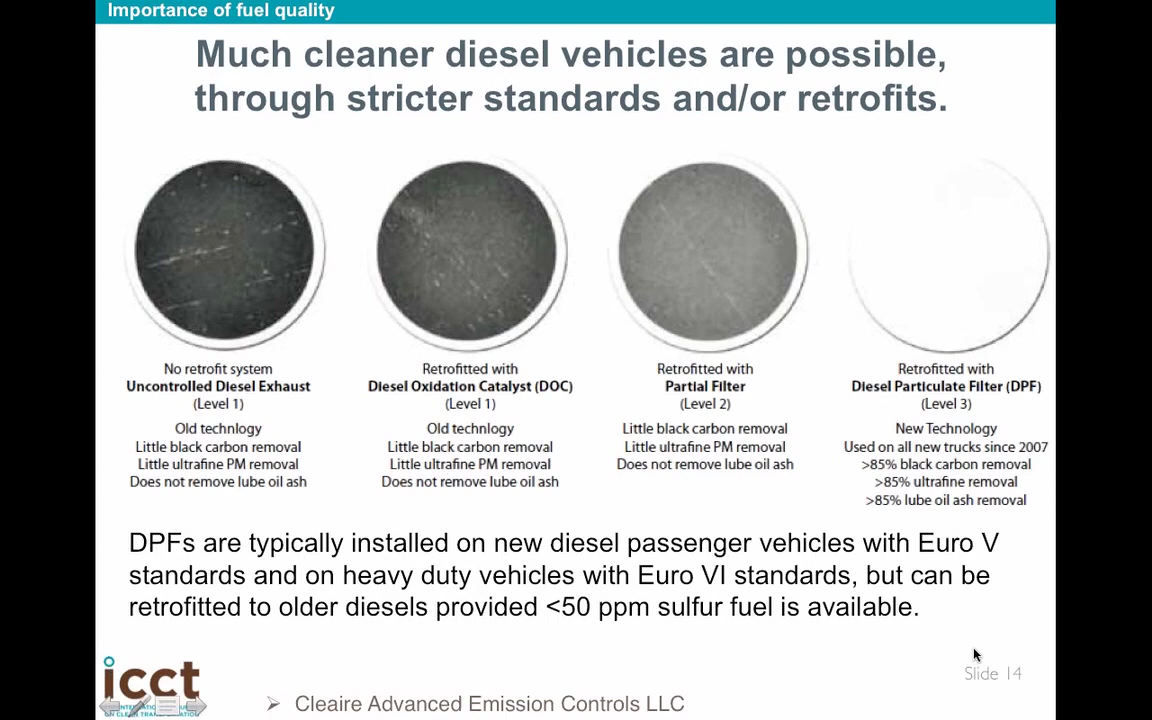 Importance of fuel quality
Much cleaner diesel vehicles are possible,
through stricter standards and/or retrofits.
No retrofit system
Uncontrolled Diesel Exhaust
(Level 1)
Old technlogy
Little black carbon removal
Little ultrafine PM removal
Does not remove lube oil ash
Retrofitted with
Diesel Oxidation Catalyst (DOC)
(Level 1)
Old technlogy
Little black carbon removal
Little ultrafine PM removal
Does not remove lube oil ash
Retrofitted with
Partial Filter
(Level 2)
Little black carbon removal
Little ultrafine PM removal
Does not remove lube oil ash
Retrofitted with
Diesel Particulate Filter (DPF)
(Level 3)
New Technology
Used on all new trucks since 2007
>85% black carbon removal
>85% ultrafine removal
>85% lube oil ash removal
DPFs are typically installed on new diesel passenger vehicles with Euro V
standards and on heavy duty vehicles with Euro VI standards, but can be
retrofitted to older diesels provided <50 ppm sulfur fuel is available.
icct
Slide 14
➢ Cleaire Advanced Emission Controls LLC